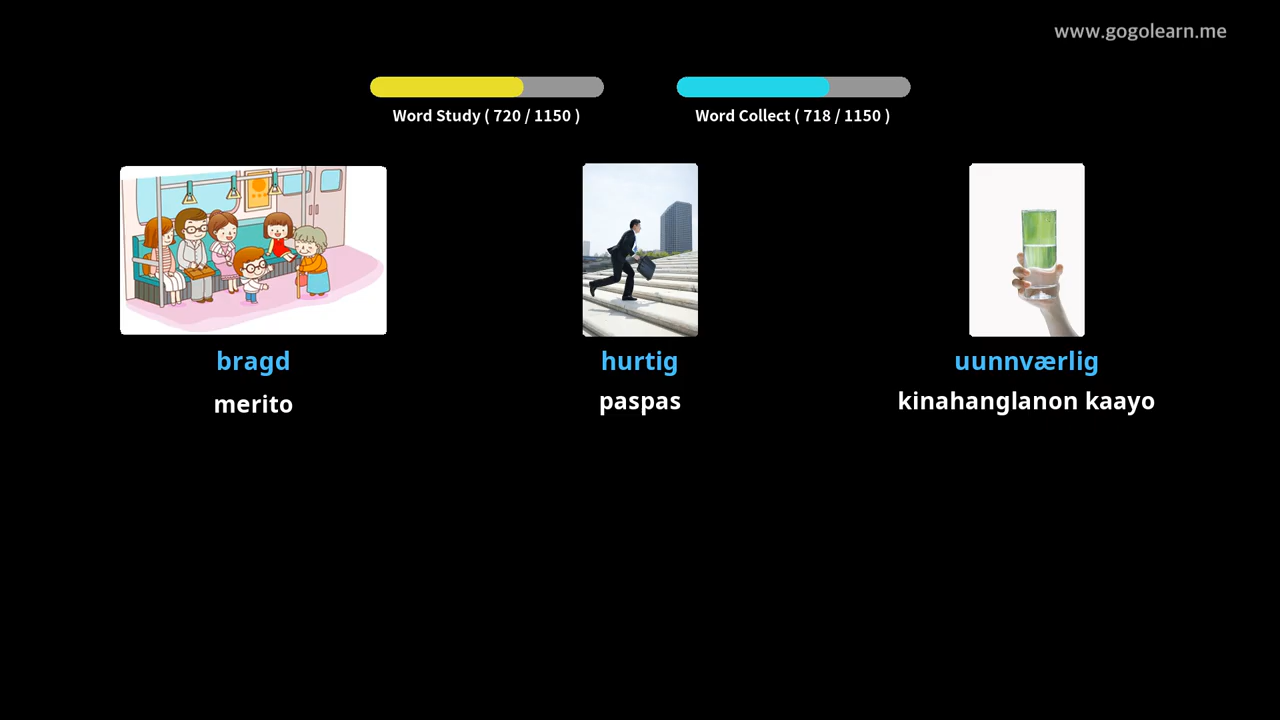 www.gogolearn.me
Word Study ( 720 / 1150 )
Word Collect ( 718 / 1150 )
bragd
hurtig
uunnværlig
merito
paspas
kinahanglanon kaayo